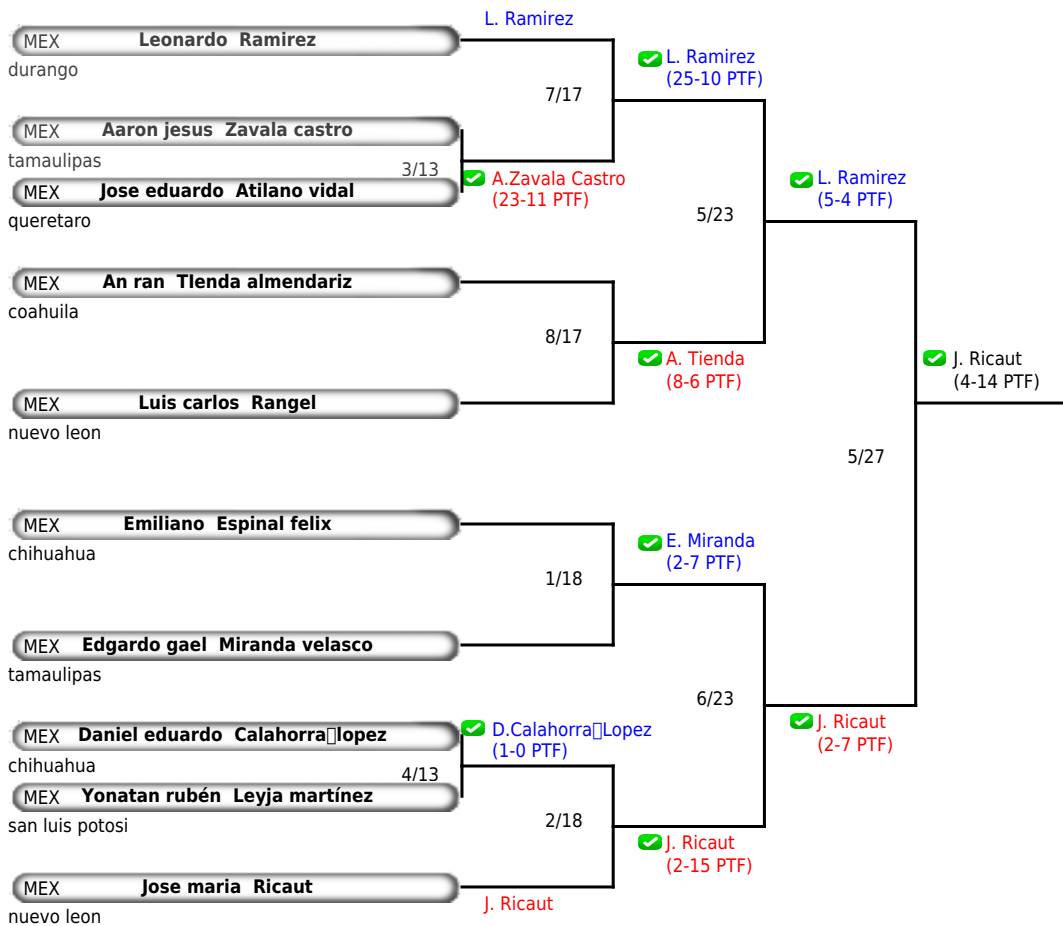 L. Ramirez
MEX Leonardo Ramirez
durango
L. Ramirez
(25-10 PTF)
7/17
MEX Aaron jesus Zavala castro
tamaulipas
3/13
A.Zavala Castro
(23-11 PTF)
MEX Jose eduardo Atilano vidal
queretaro
L. Ramirez
(5-4 PTF)
5/23
MEX An ran TIenda almendariz
coahuila
8/17
A. Tienda
(8-6 PTF)
J. Ricaut
(4-14 PTF)
MEX Luis carlos Rangel
nuevo leon
5/27
MEX Emiliano Espinal felix
chihuahua
E. Miranda
(2-7 PTF)
1/18
MEX Edgardo gael Miranda velasco
tamaulipas
6/23
J. Ricaut
(2-7 PTF)
MEX Daniel eduardo Calahorra▯lopez
chihuahua
D.Calahorra▯Lopez
(1-0 PTF)
4/13
MEX Yonatan rubén Leyja martínez
san luis potosi
2/18
J. Ricaut
(2-15 PTF)
MEX Jose maria Ricaut
nuevo leon
J. Ricaut